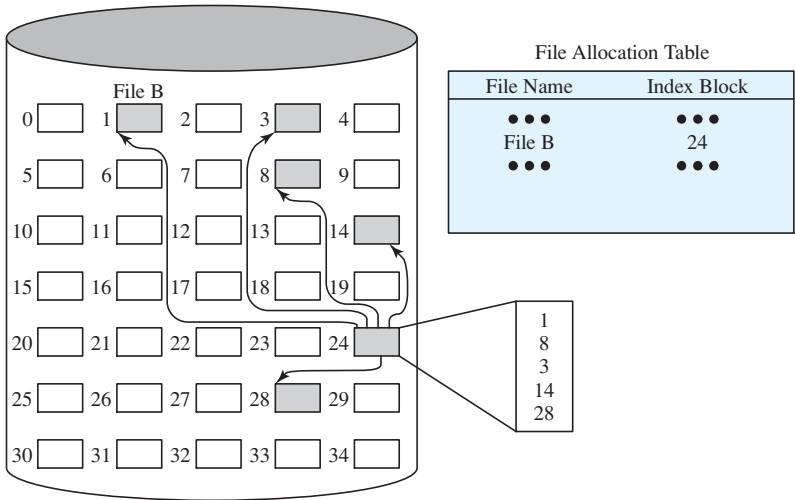 File Allocation Table
File Name Index Block
••• •••
File B 24
••• •••
File B
0 1 2 3 4
5 6 7 8 9
10 11 12 13 14
15 16 17 18 19
20 21 22 23 24
25 26 27 28 29
30 31 32 33 34
1
8
3
14
28